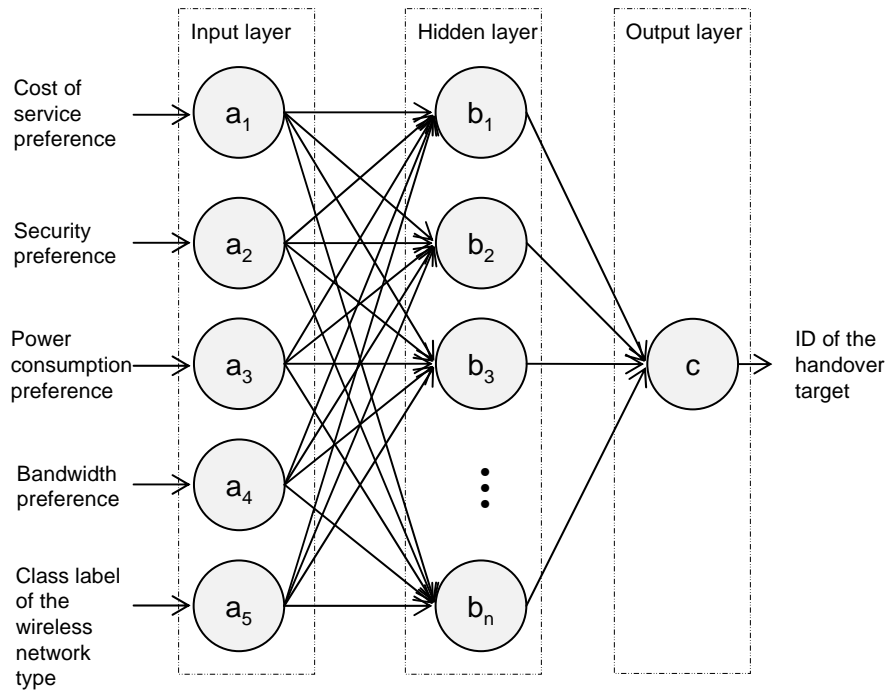 Input layer
Hidden layer
Output layer
Cost of
service
preference
a1
b1
Security
preference
a2
b2
Power
consumption
preference
a3
b3
c
ID of the
handover
target
Bandwidth
preference
a4
Class label
of the
wireless
network
type
a5
bn